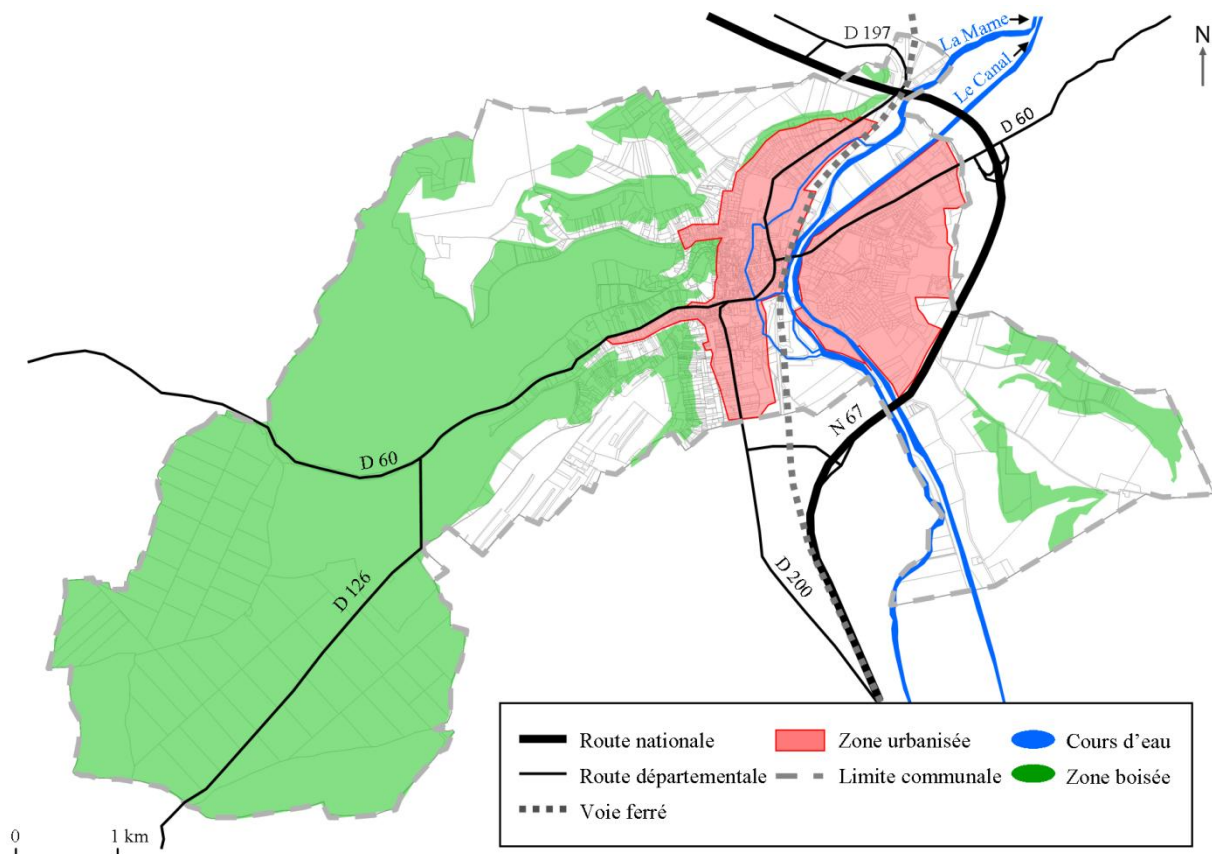 D 197
La Marne
N
Le Canal
D 60
N 67
D 60
D 126
D 200
Route nationale
Zone urbanisée
Cours d'eau
Route départementale
Limite communale
Zone boisée
Voie ferré
0
1 km